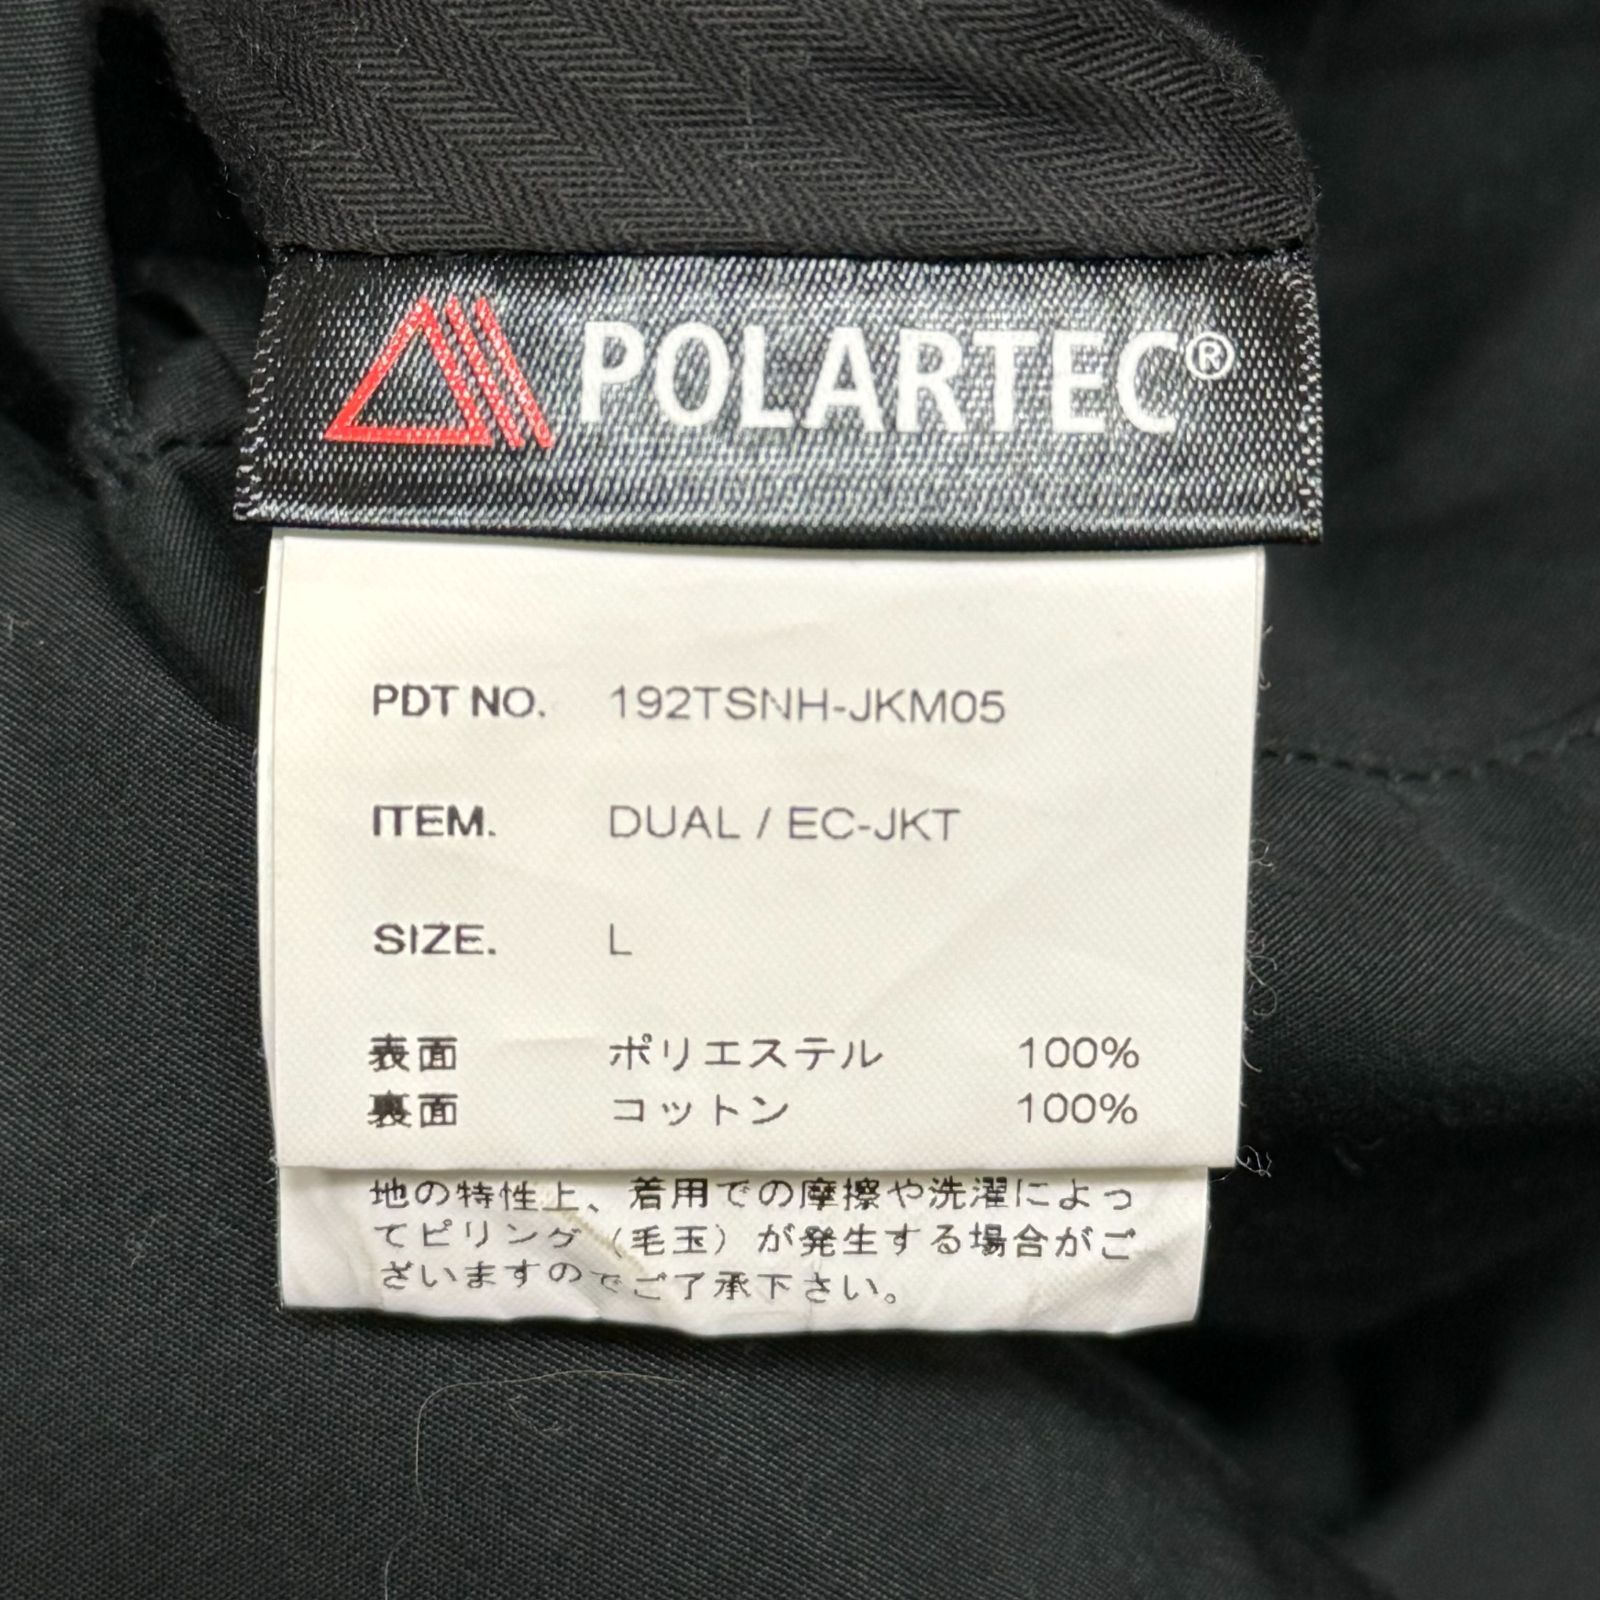 POLARTEC®
PDT NO. 192TSNH-JKM05
ITEM. DUAL / EC-JKT
SIZE. L
表面 ポリエステル 100%
裏面 コットン 100%
地の特性上、着用での摩擦や洗濯によっ
てピリング（毛玉）が発生する場合がご
ざいますのでご了承下さい。